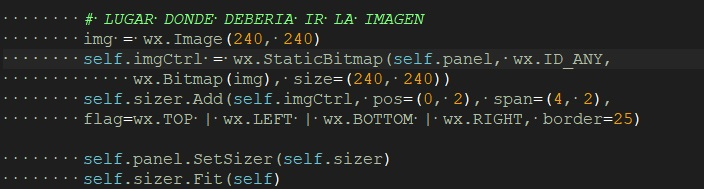 # LUGAR DONDE DEBERIA IR LA IMAGEN
img = wx.Image(240, 240)
self.imgCtrl = wx.StaticBitmap(self.panel, wx.ID_ANY,
wx.Bitmap(img), size=(240, 240))
self.sizer.Add(self.imgCtrl, pos=(0, 2), span=(4, 2),
flag=wx.TOP | wx.LEFT | wx.BOTTOM | wx.RIGHT, border=25)
self.panel.SetSizer(self.sizer)
self.sizer.Fit(self)